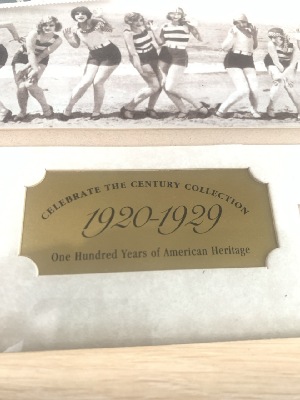 CELEBRATE THE CENTURY COLLECTION
1920-1929
One Hundred Years of American Heritage